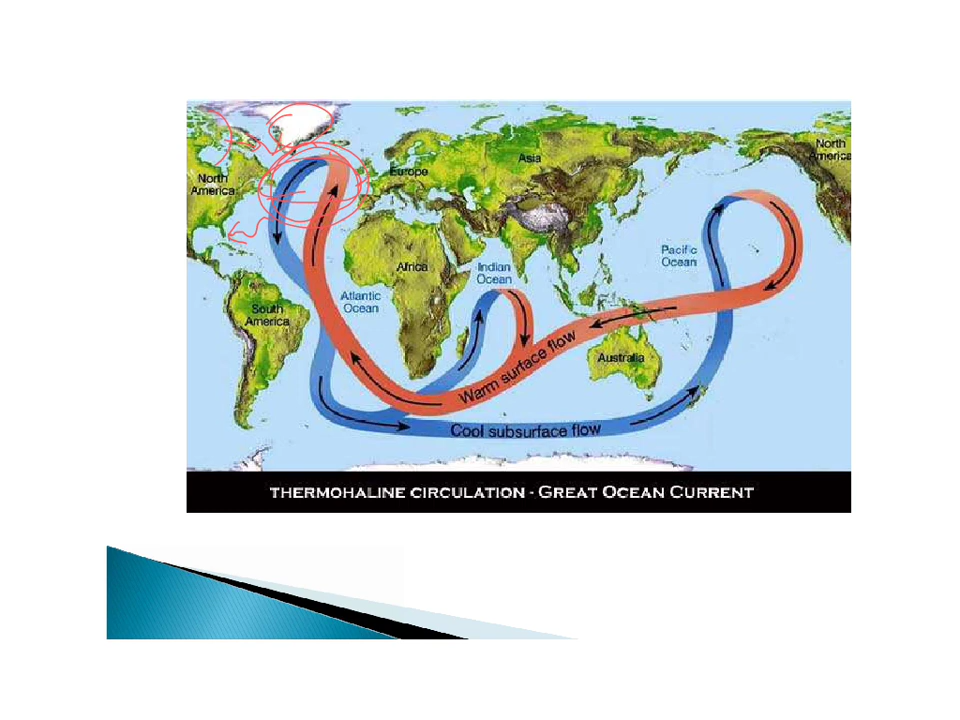 North
America
Europe
Asia
North
America
Africa
Indian
Ocean
Pacific
Ocean
Atlantic
Ocean
South
America
Australia
Warm surface flow
Cool subsurface flow
THERMOHALINE CIRCULATION - GREAT OCEAN CURRENT